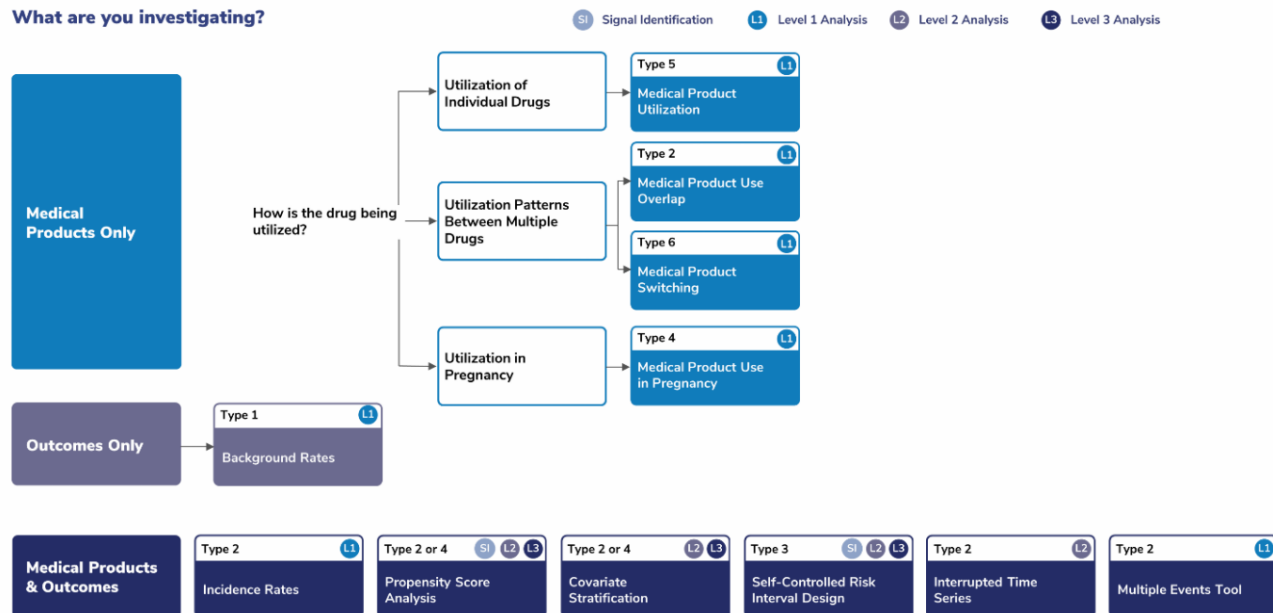 What are you investigating?
SI Signal Identification
L1 Level 1 Analysis
L2 Level 2 Analysis
L3 Level 3 Analysis
Medical
Products Only
How is the drug being
utilized?
Utilization of
Individual Drugs
Type 5 L1
Medical Product
Utilization
Utilization Patterns
Between Multiple
Drugs
Type 2 L1
Medical Product Use
Overlap
Type 6 L1
Medical Product
Switching
Utilization in
Pregnancy
Type 4 L1
Medical Product Use
in Pregnancy
Outcomes Only
Type 1 L1
Background Rates
Medical Products
& Outcomes
Type 2 L1
Incidence Rates
Type 2 or 4 SI L2 L3
Propensity Score
Analysis
Type 2 or 4 L2 L3
Covariate
Stratification
Type 3 SI L2 L3
Self-Controlled Risk
Interval Design
Type 2 L2
Interrupted Time
Series
Type 2 L1
Multiple Events Tool